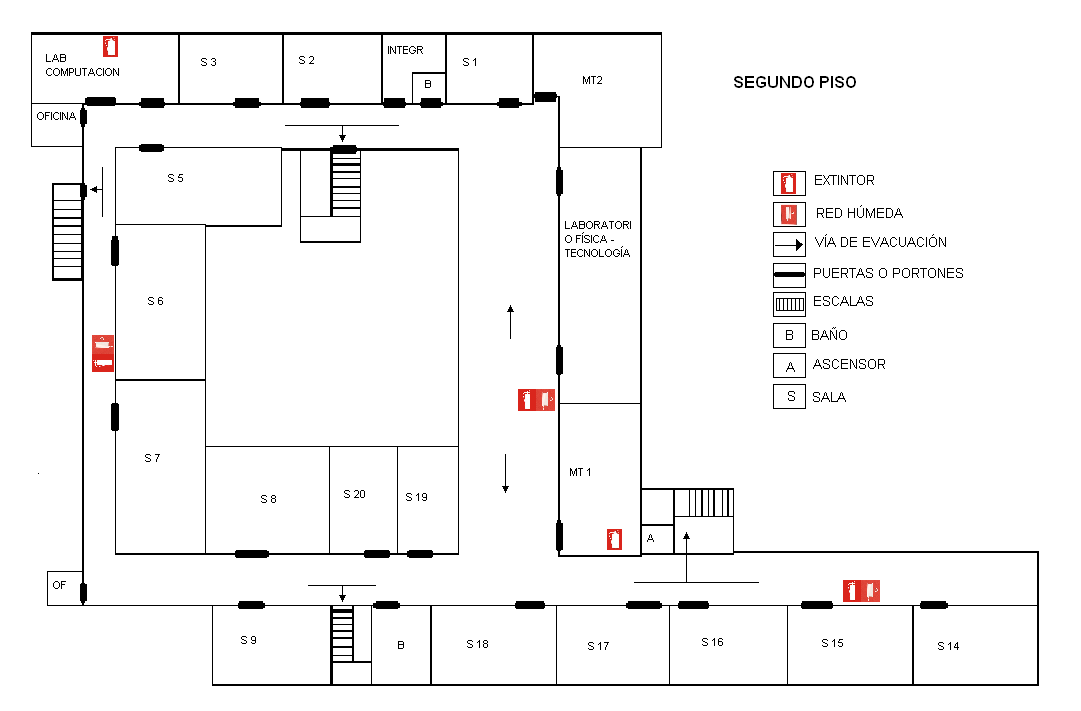 LAB
COMPUTACION
S 3
S 2
INTEGR
B
S 1
MT2
SEGUNDO PISO
OFICINA
S 5
EXTINTOR
RED HÚMEDA
VÍA DE EVACUACIÓN
PUERTAS O PORTONES
ESCALAS
B
BAÑO
A
ASCENSOR
S
SALA
LABORATORI
O FÍSICA -
TECNOLOGÍA
S 6
S 7
S 8
S 20
S 19
MT 1
A
OF
S 9
B
S 18
S 17
S 16
S 15
S 14